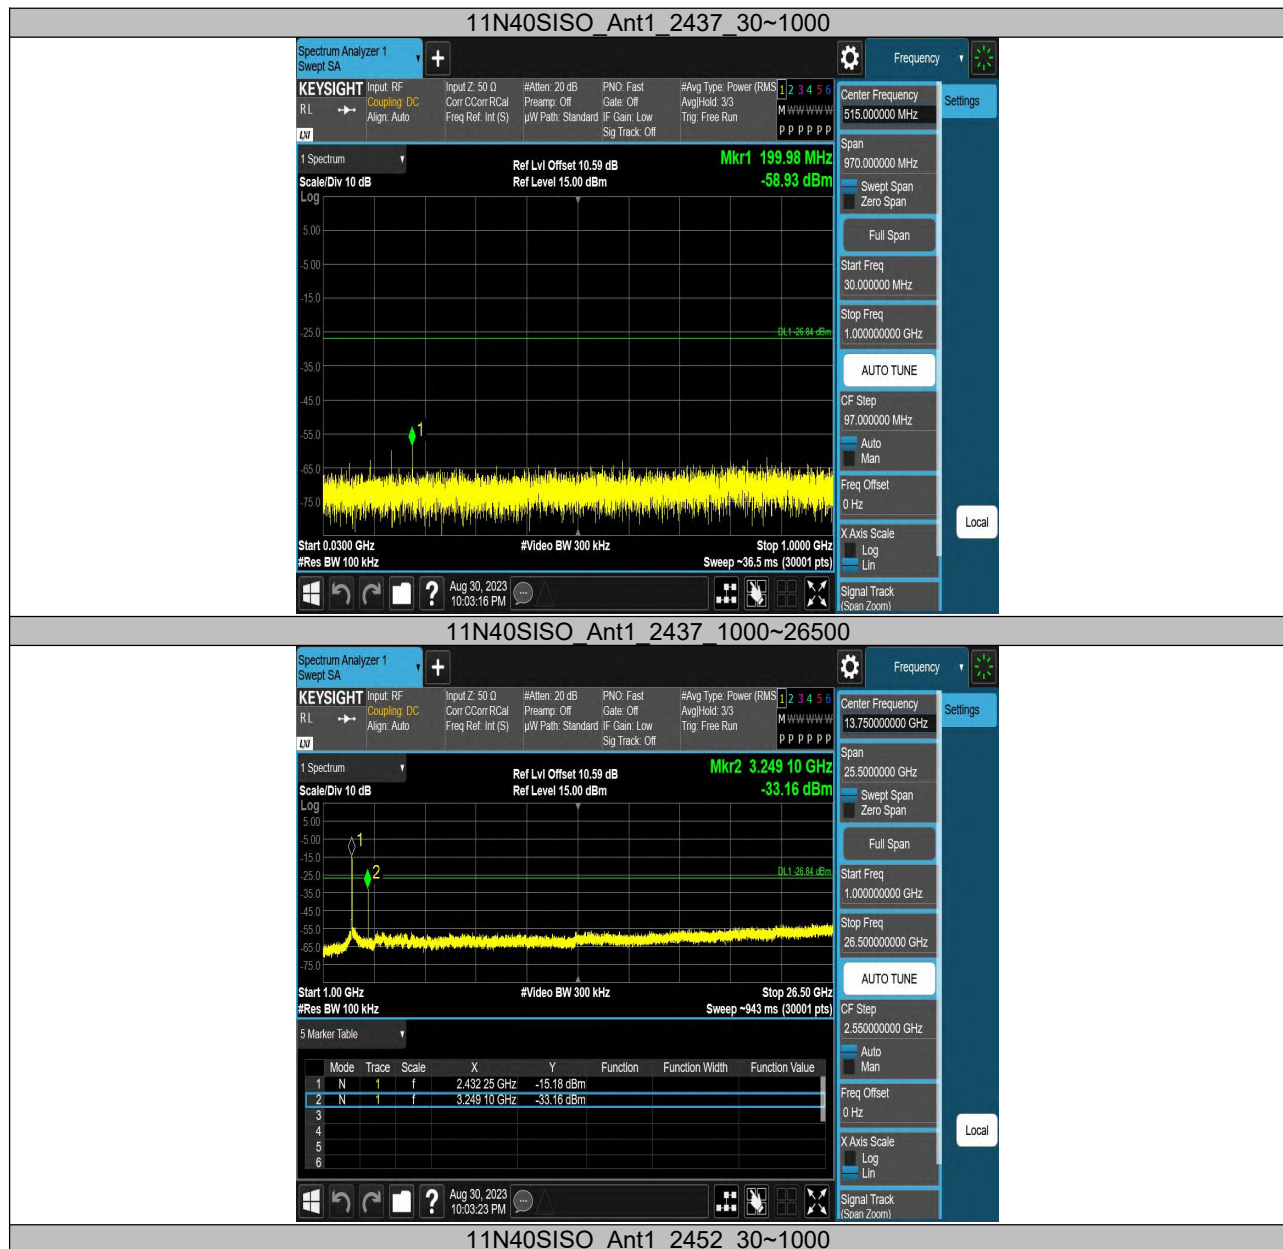 11N40SISO_Ant1_2437_30~1000
Spectrum Analyzer 1
Swept SA
Frequency
KEYSIGHT
RL
LXI
Input: RF
Coupling: DC
Align: Auto
Input Z: 50 Ω
Corr CCorr RCal
Freq Ref: Int (S)
#Atten: 20 dB
Preamp: Off
µW Path: Standard
PNO: Fast
Gate: Off
IF Gain: Low
Sig Track: Off
#Avg Type: Power (RMS
Avg|Hold: 3/3
Trig: Free Run
1 2 3 4 5 6
M W W W W W
P P P P P P
Center Frequency
515.000000 MHz
Settings
Span
970.000000 MHz
Swept Span
Zero Span
Full Span
Start Freq
30.000000 MHz
Stop Freq
1.000000000 GHz
AUTO TUNE
CF Step
97.000000 MHz
Auto
Man
Freq Offset
0 Hz
X Axis Scale
Log
Lin
Local
Signal Track
(Span Zoom)
1 Spectrum
Scale/Div 10 dB
Ref Lvl Offset 10.59 dB
Ref Level 15.00 dBm
Mkr1 199.98 MHz
-58.93 dBm
Log
5.00
-5.00
-15.0
-25.0
DL1 -26.84 dBm
-35.0
-45.0
-55.0
1
-65.0
-75.0
Start 0.0300 GHz
#Video BW 300 kHz
Stop 1.0000 GHz
#Res BW 100 kHz
Sweep ~36.5 ms (30001 pts)
?
Aug 30, 2023
10:03:16 PM
11N40SISO_Ant1_2437_1000~26500
Spectrum Analyzer 1
Swept SA
Frequency
KEYSIGHT
RL
LXI
Input: RF
Coupling: DC
Align: Auto
Input Z: 50 Ω
Corr CCorr RCal
Freq Ref: Int (S)
#Atten: 20 dB
Preamp: Off
µW Path: Standard
PNO: Fast
Gate: Off
IF Gain: Low
Sig Track: Off
#Avg Type: Power (RMS
Avg|Hold: 3/3
Trig: Free Run
1 2 3 4 5 6
M W W W W W
P P P P P P
Center Frequency
13.750000000 GHz
Settings
Span
25.5000000 GHz
Swept Span
Zero Span
Full Span
Start Freq
1.000000000 GHz
Stop Freq
26.500000000 GHz
AUTO TUNE
CF Step
2.550000000 GHz
Auto
Man
Freq Offset
0 Hz
X Axis Scale
Log
Lin
Local
Signal Track
(Span Zoom)
1 Spectrum
Scale/Div 10 dB
Ref Lvl Offset 10.59 dB
Ref Level 15.00 dBm
Mkr2 3.249 10 GHz
-33.16 dBm
Log
5.00
-5.00
1
-15.0
-25.0
2
DL1 -26.84 dBm
-35.0
-45.0
-55.0
-65.0
-75.0
Start 1.00 GHz
#Video BW 300 kHz
Stop 26.50 GHz
#Res BW 100 kHz
Sweep ~943 ms (30001 pts)
5 Marker Table
Mode Trace Scale X Y Function Function Width Function Value
1 N 1 f 2.432 25 GHz -15.18 dBm
2 N 1 f 3.249 10 GHz -33.16 dBm
3
4
5
6
?
Aug 30, 2023
10:03:23 PM
11N40SISO_Ant1_2452_30~1000